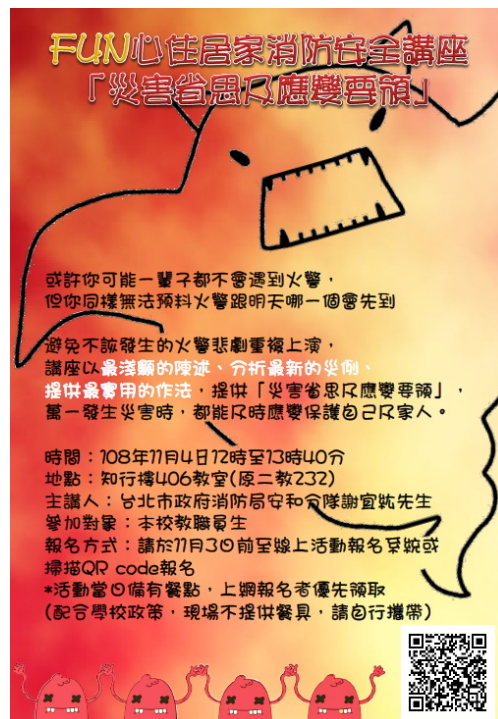 FUN心住居家消防安全講座
「災害省思及應變要領」
或許你可能一輩子都不會遇到火警，
但你同樣無法預料火警跟明天哪一個會先到
避免不該發生的火警悲劇重複上演，
講座以最淺顯的陳述、分析最新的災例、
提供最實用的作法，提供「災害省思及應變要領」，
萬一發生災害時，都能及時應變保護自己及家人。
時間：108年11月4日12時至13時40分
地點：知行樓406教室(原二教232)
主講人：台北市政府消防局安和分隊謝宜紘先生
參加對象：本校教職員生
報名方式：請於11月3日前至線上活動報名系統或
掃描QR code報名
*活動當日備有餐點，上網報名者優先領取
(配合學校政策，現場不提供餐具，請自行攜帶)